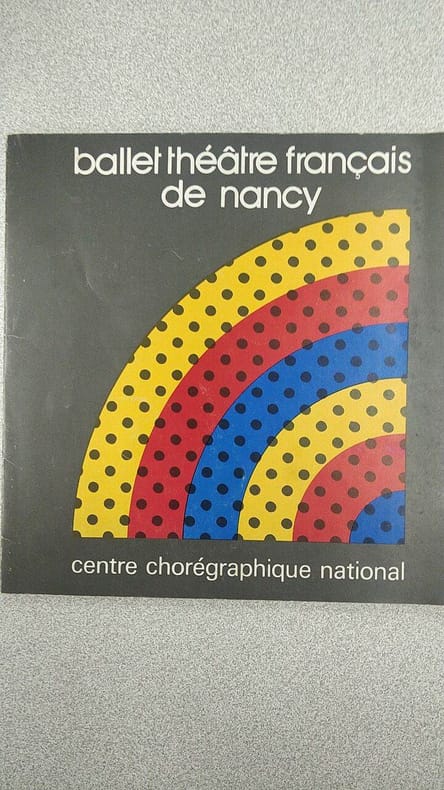 ballet théâtre français
de nancy
centre chorégraphique national